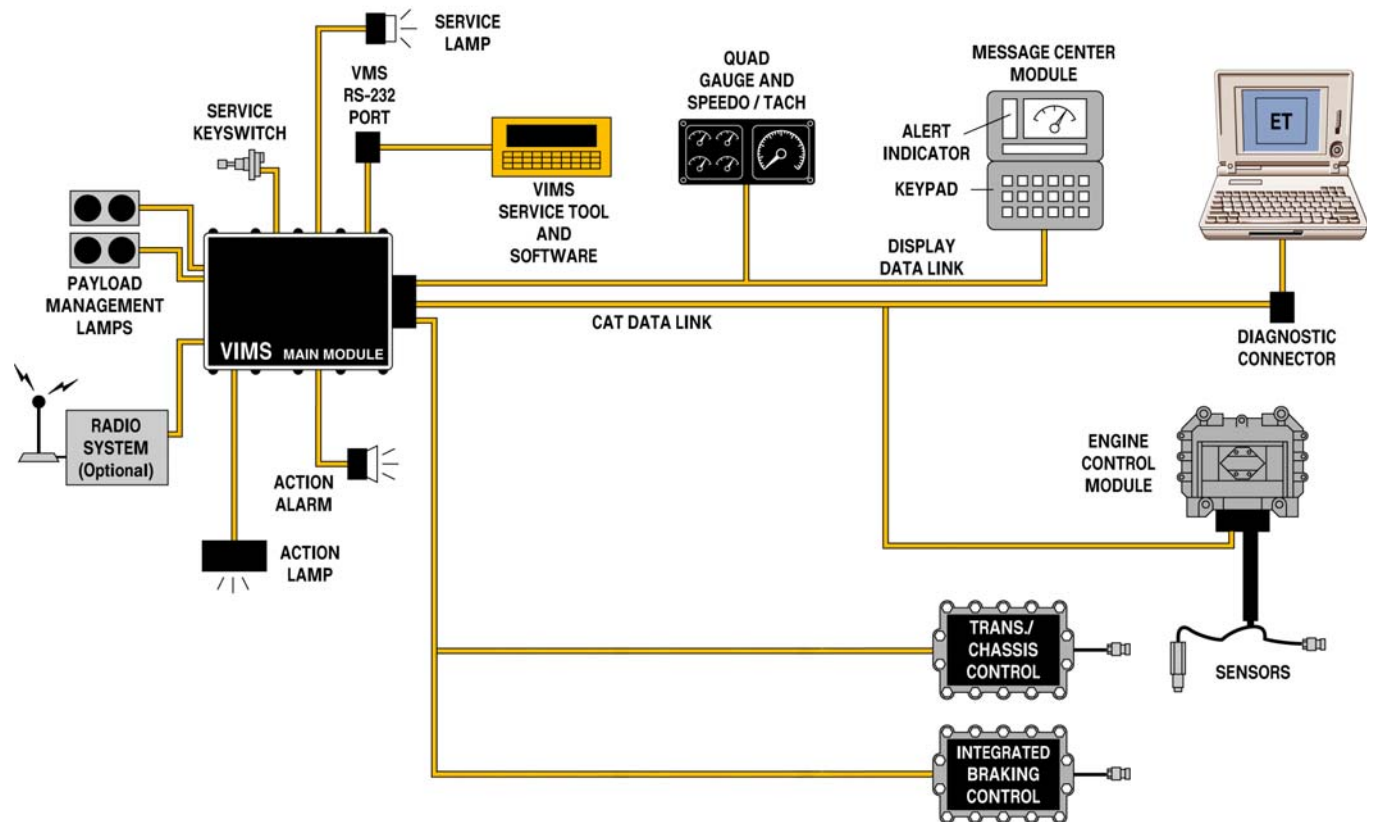 SERVICE
LAMP
VMS
RS-232
PORT
SERVICE
KEYSWITCH
QUAD
GAUGE AND
SPEEDO / TACH
MESSAGE CENTER
MODULE
ALERT
INDICATOR
KEYPAD
ET
VIMS
SERVICE TOOL
AND
SOFTWARE
DISPLAY
DATA LINK
PAYLOAD
MANAGEMENT
LAMPS
CAT DATA LINK
DIAGNOSTIC
CONNECTOR
VIMS MAIN MODULE
RADIO
SYSTEM
(Optional)
ENGINE
CONTROL
MODULE
ACTION
ALARM
ACTION
LAMP
TRANS./
CHASSIS
CONTROL
SENSORS
INTEGRATED
BRAKING
CONTROL